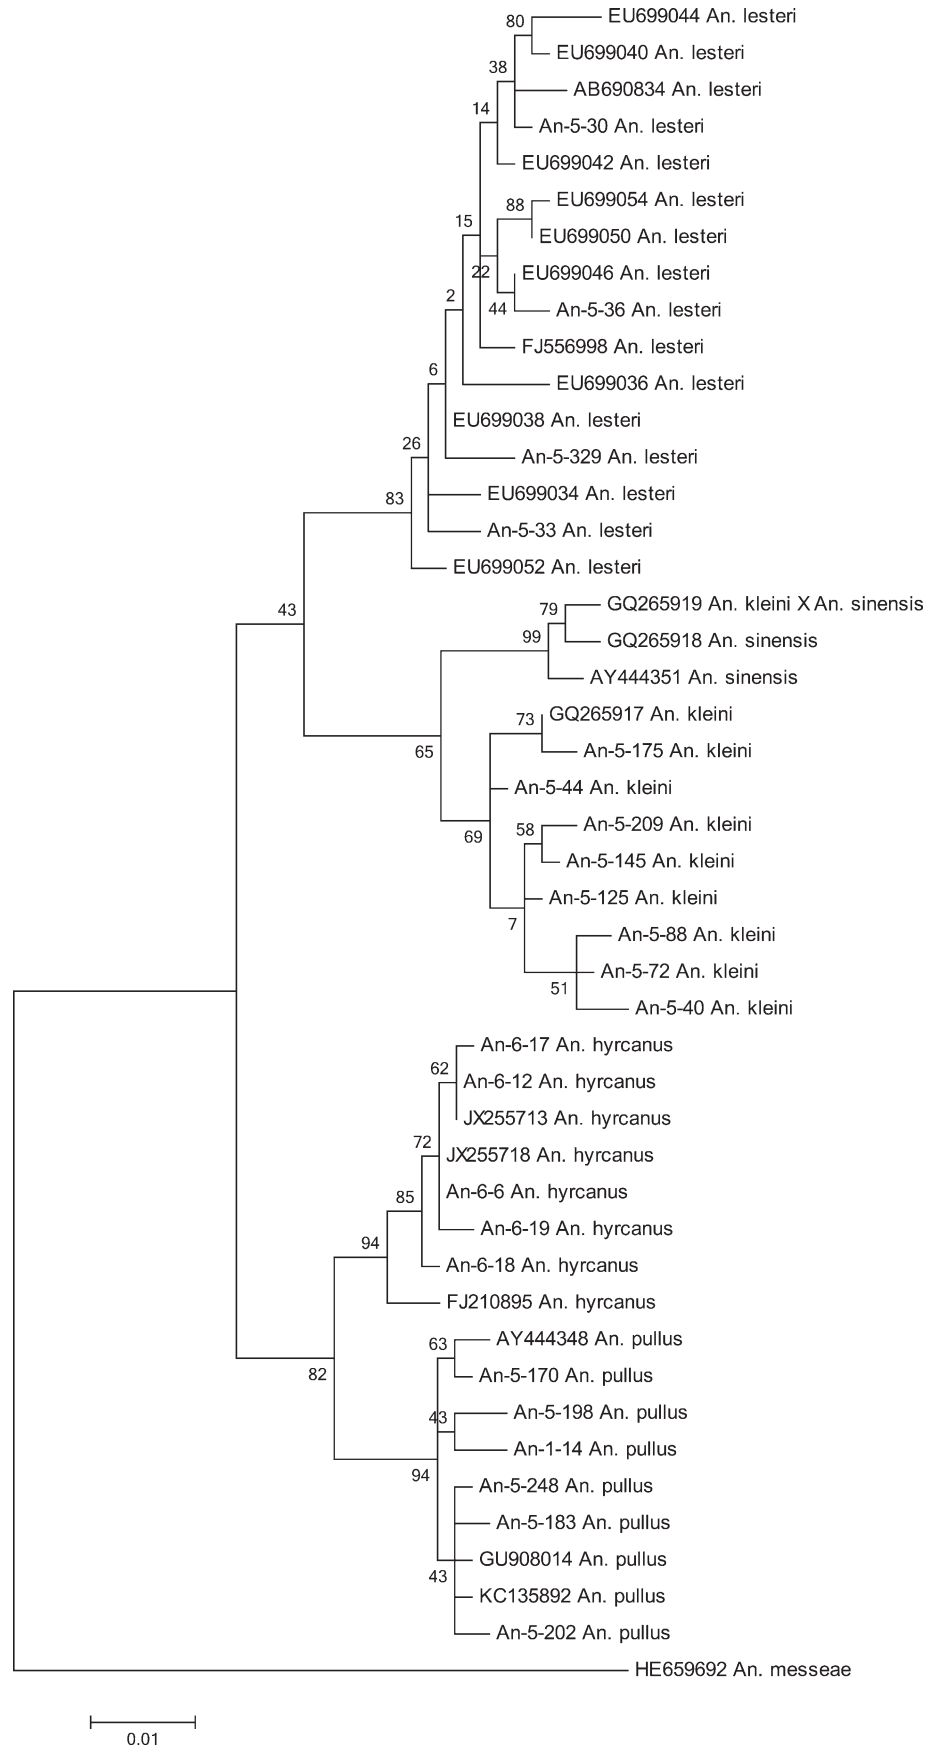 EU699044 An. lesteri
80
EU699040 An. lesteri
38
AB690834 An. lesteri
14
An-5-30 An. lesteri
EU699042 An. lesteri
EU699054 An. lesteri
88
15
EU699050 An. lesteri
22
EU699046 An. lesteri
2
44
An-5-36 An. lesteri
FJ556998 An. lesteri
6
EU699036 An. lesteri
EU699038 An. lesteri
26
An-5-329 An. lesteri
83
EU699034 An. lesteri
An-5-33 An. lesteri
EU699052 An. lesteri
43
79
GQ265919 An. kleini X An. sinensis
99
GQ265918 An. sinensis
AY444351 An. sinensis
73
GQ265917 An. kleini
65
An-5-175 An. kleini
An-5-44 An. kleini
69
58
An-5-209 An. kleini
An-5-145 An. kleini
An-5-125 An. kleini
7
An-5-88 An. kleini
An-5-72 An. kleini
51
An-5-40 An. kleini
An-6-17 An. hyrcanus
62
An-6-12 An. hyrcanus
JX255713 An. hyrcanus
72
JX255718 An. hyrcanus
85
An-6-6 An. hyrcanus
An-6-19 An. hyrcanus
94
An-6-18 An. hyrcanus
FJ210895 An. hyrcanus
63
AY444348 An. pullus
82
An-5-170 An. pullus
43
An-5-198 An. pullus
An-1-14 An. pullus
94
An-5-248 An. pullus
An-5-183 An. pullus
GU908014 An. pullus
43
KC135892 An. pullus
An-5-202 An. pullus
HE659692 An. messeae
0.01